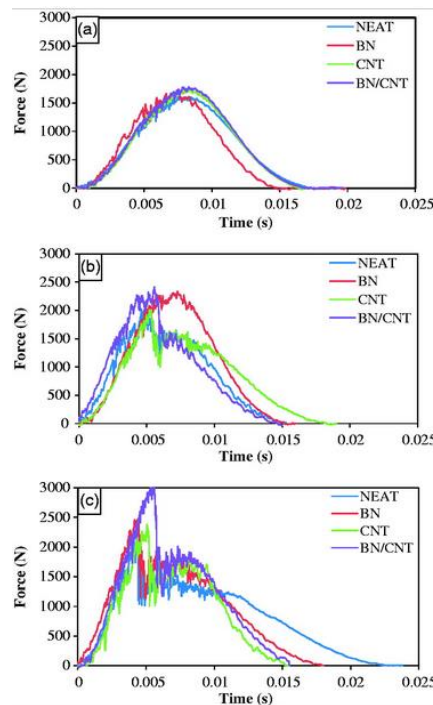 (a)
NEAT
BN
CNT
BN/CNT
Force (N)
3000
2500
2000
1500
1000
500
0
0 0.005 0.01 0.015 0.02 0.025
Time (s)
(b)
NEAT
BN
CNT
BN/CNT
Force (N)
3000
2500
2000
1500
1000
500
0
0 0.005 0.01 0.015 0.02 0.025
Time (s)
(c)
NEAT
BN
CNT
BN/CNT
Force (N)
3000
2500
2000
1500
1000
500
0
0 0.005 0.01 0.015 0.02 0.025
Time (s)